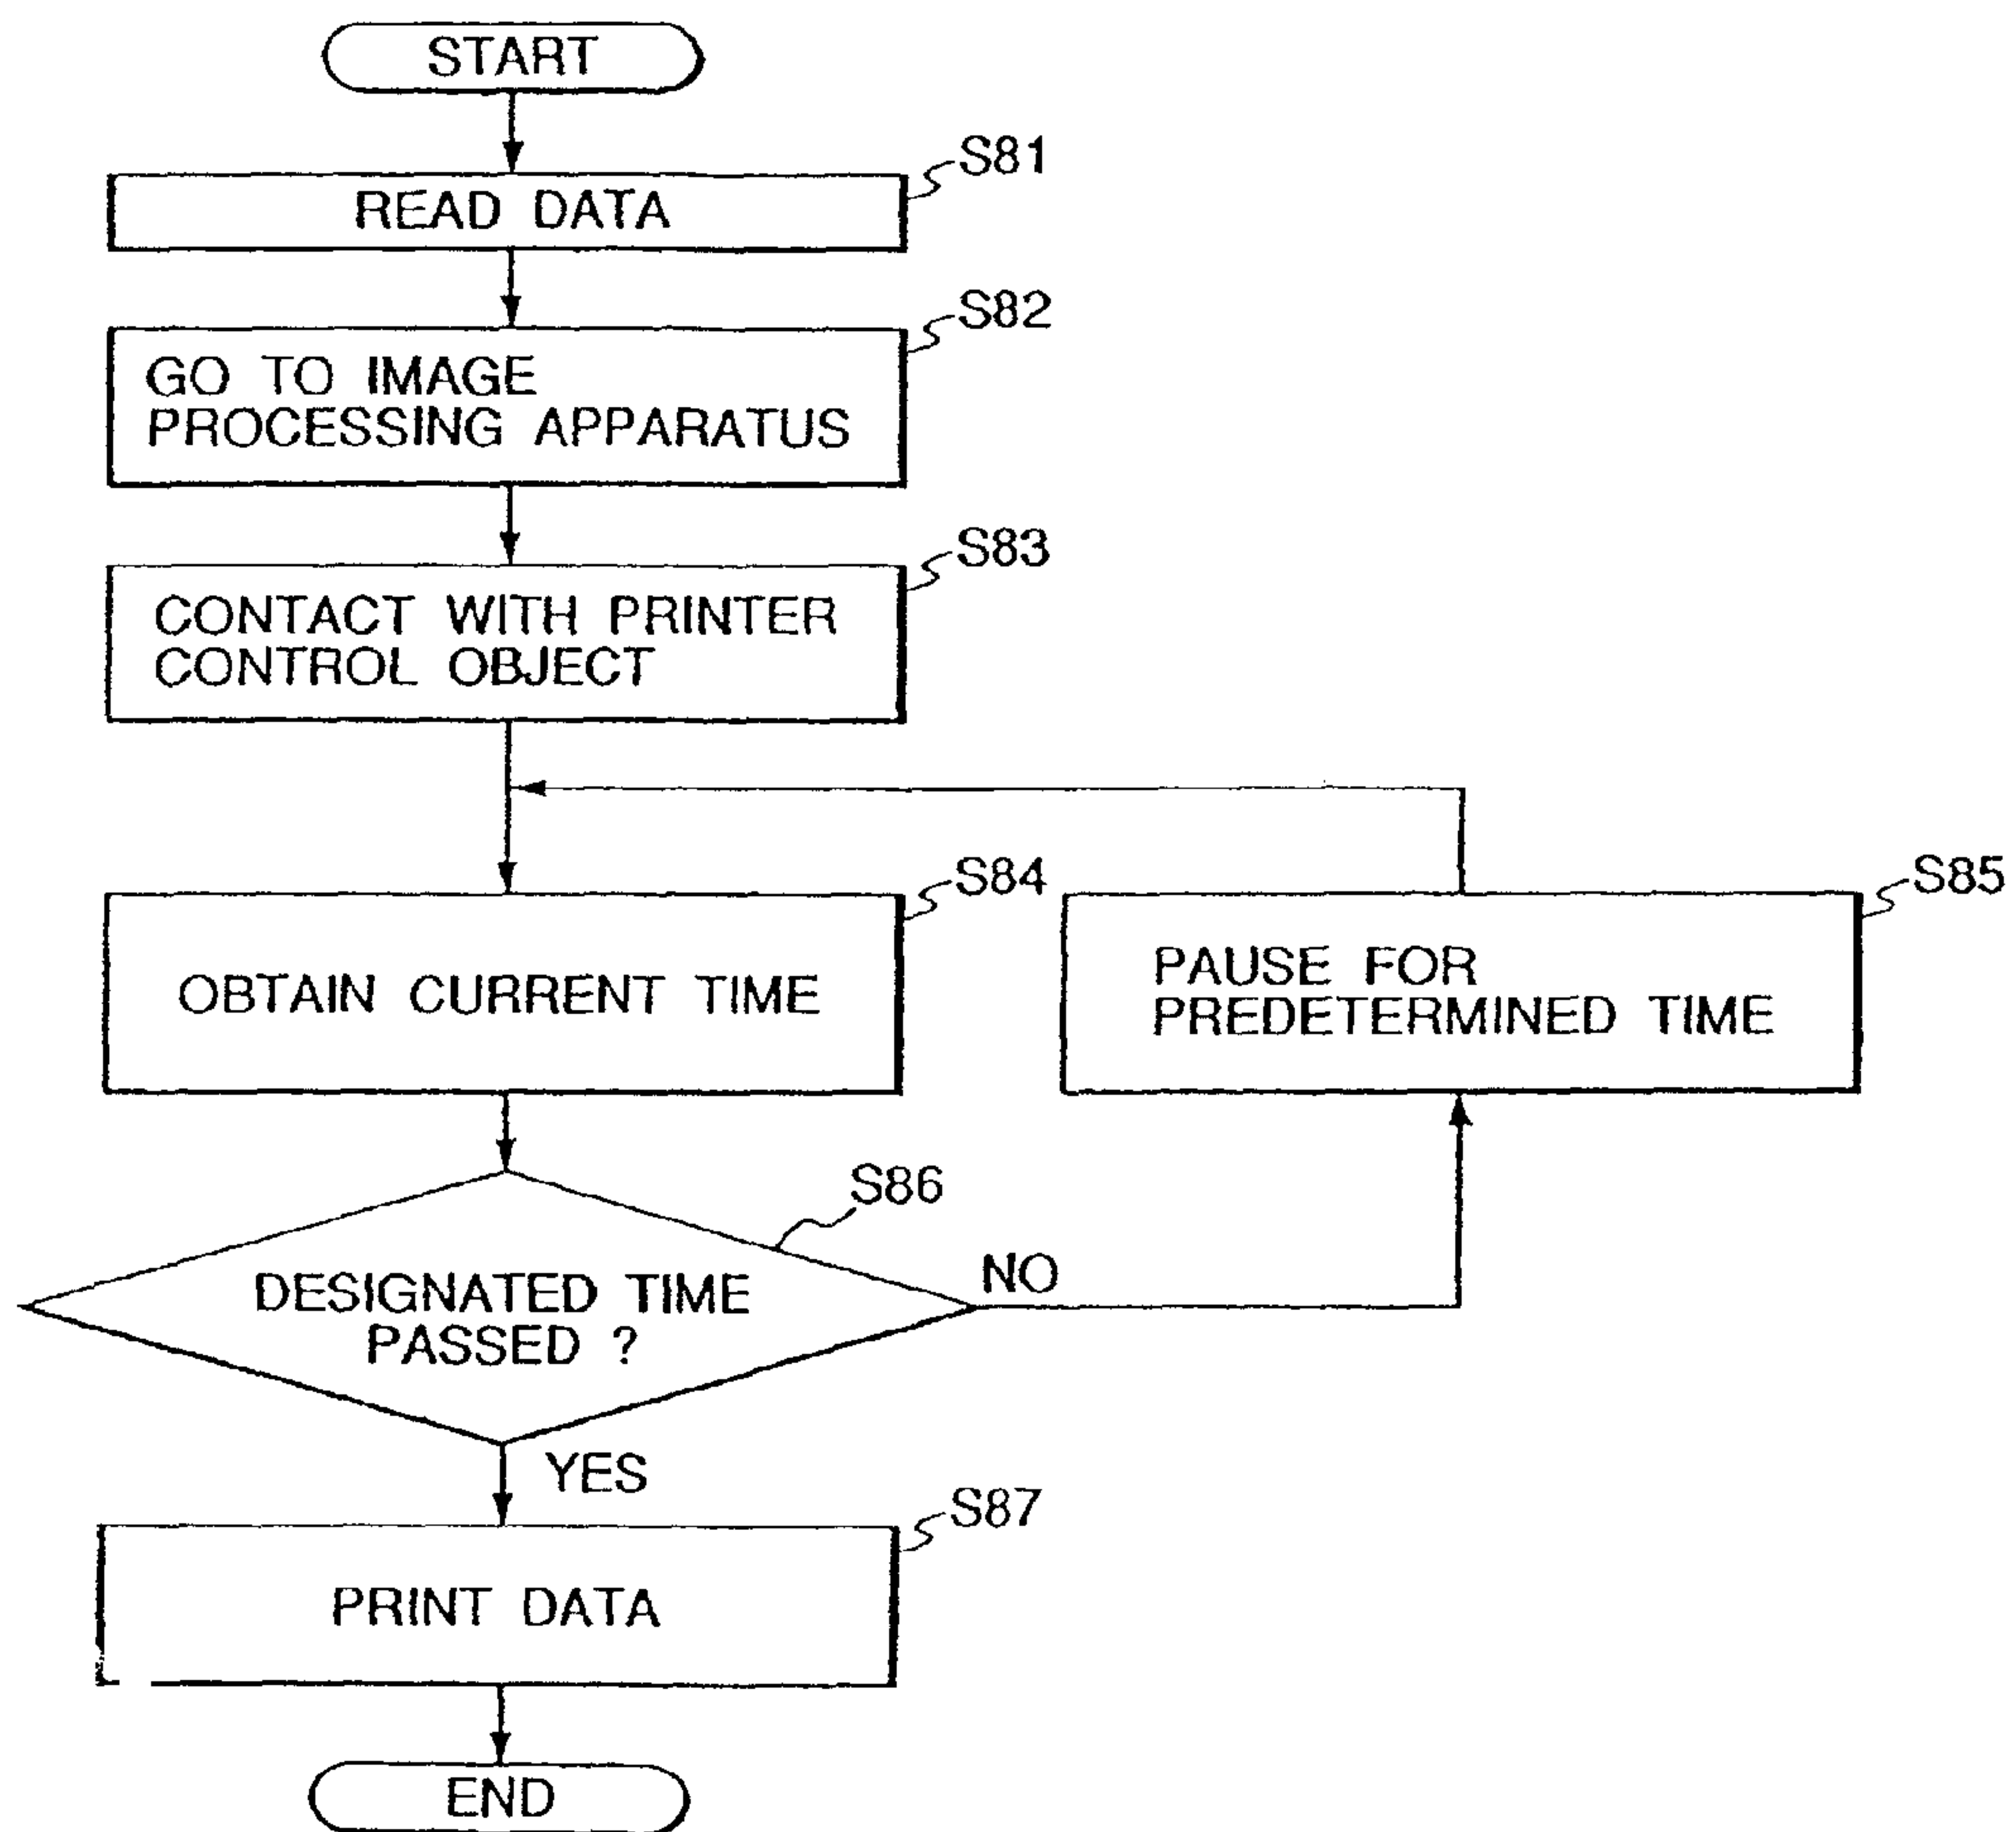 START
S81
READ DATA
S82
GO TO IMAGE
PROCESSING APPARATUS
S83
CONTACT WITH PRINTER
CONTROL OBJECT
S84
OBTAIN CURRENT TIME
S85
PAUSE FOR
PREDETERMINED TIME
S86
DESIGNATED TIME
PASSED ?
NO
YES
S87
PRINT DATA
END